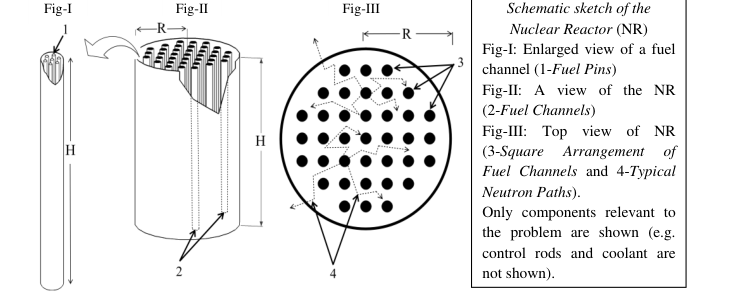 Fig-I
Fig-II
Fig-III
1
R
R
3
H
H
2
4
Schematic sketch of the
Nuclear Reactor (NR)
Fig-I: Enlarged view of a fuel
channel (1-Fuel Pins)
Fig-II: A view of the NR
(2-Fuel Channels)
Fig-III: Top view of NR
(3-Square Arrangement of
Fuel Channels and 4-Typical
Neutron Paths).
Only components relevant to
the problem are shown (e.g.
control rods and coolant are
not shown).